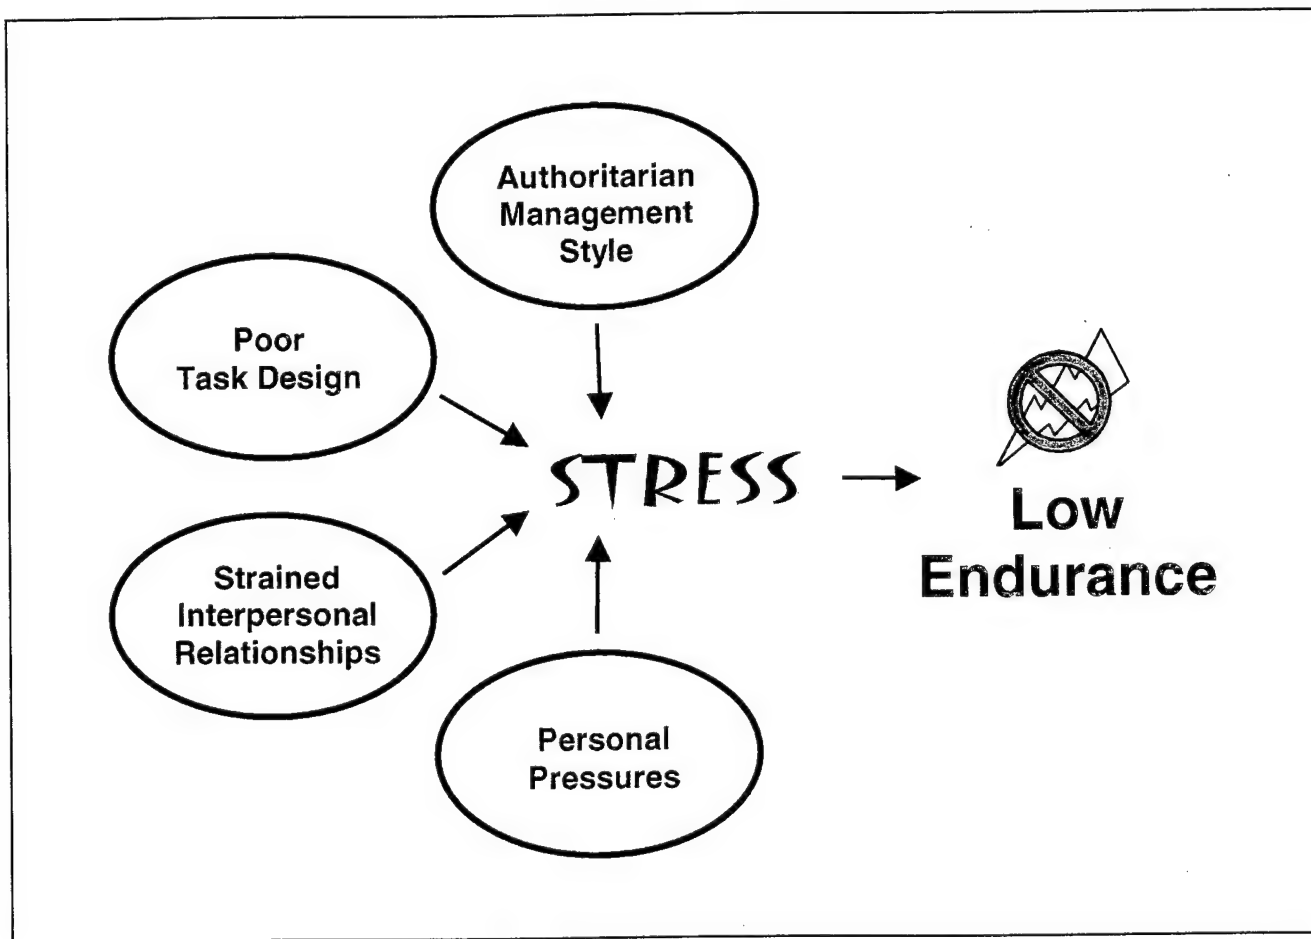 Authoritarian
Management
Style
Poor
Task Design
STRESS
Low
Endurance
Strained
Interpersonal
Relationships
Personal
Pressures